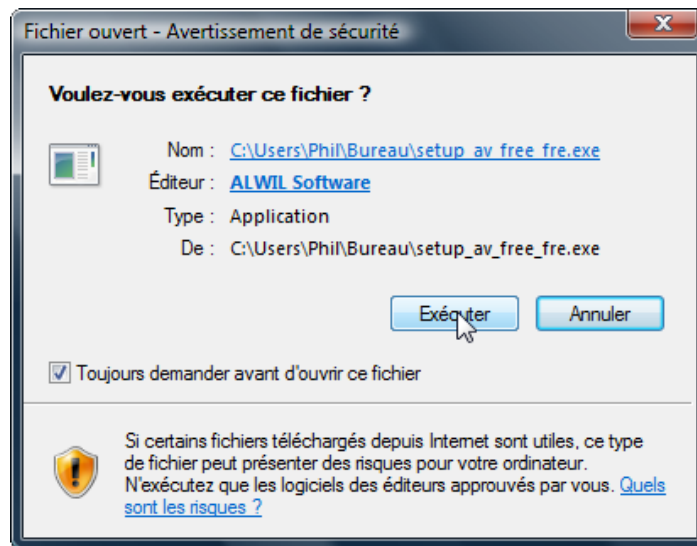 Fichier ouvert - Avertissement de sécurité
Voulez-vous exécuter ce fichier ?
Nom : C:\Users\Phil\Bureau\setup_av_free_fre.exe
Éditeur : ALWIL Software
Type : Application
De : C:\Users\Phil\Bureau\setup_av_free_fre.exe
Exécuter Annuler
Toujours demander avant d'ouvrir ce fichier
Si certains fichiers téléchargés depuis Internet sont utiles, ce type
de fichier peut présenter des risques pour votre ordinateur.
N'exécutez que les logiciels des éditeurs approuvés par vous. Quels
sont les risques ?